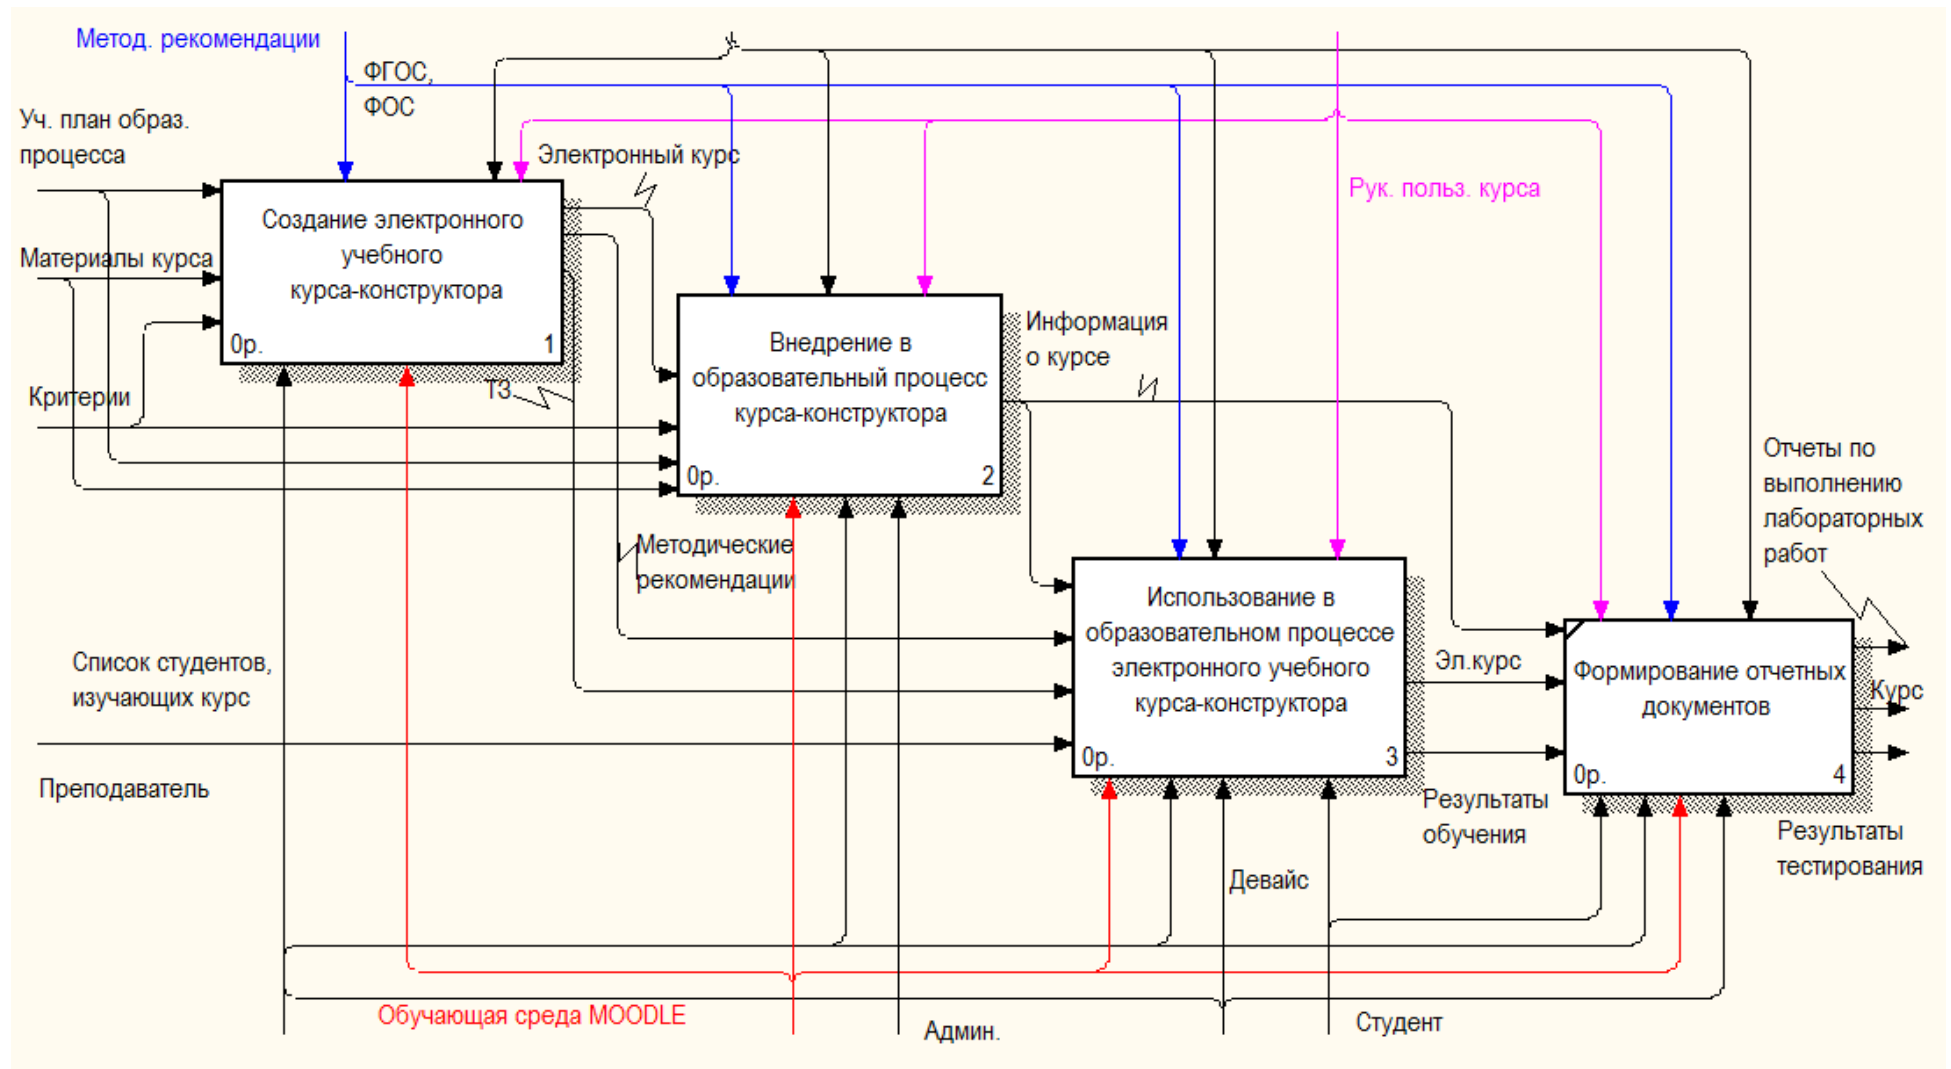 Метод. рекомендации
ФГОС,
ФОС
Уч. план образ.
процесса
Электронный курс
Рук. польз. курса
Создание электронного
учебного
курса-конструктора
0р. 1
Материалы курса
Критерии
ТЗ
Внедрение в
образовательный процесс
курса-конструктора
0р. 2
Информация
о курсе
Отчеты по
выполнению
лабораторных
работ
Методические
рекомендации
Использование в
образовательном процессе
электронного учебного
курса-конструктора
0р. 3
Список студентов,
изучающих курс
Эл.курс
Формирование отчетных
документов
0р. 4
Курс
Преподаватель
Результаты
обучения
Результаты
тестирования
Девайс
Обучающая среда MOODLE
Админ.
Студент